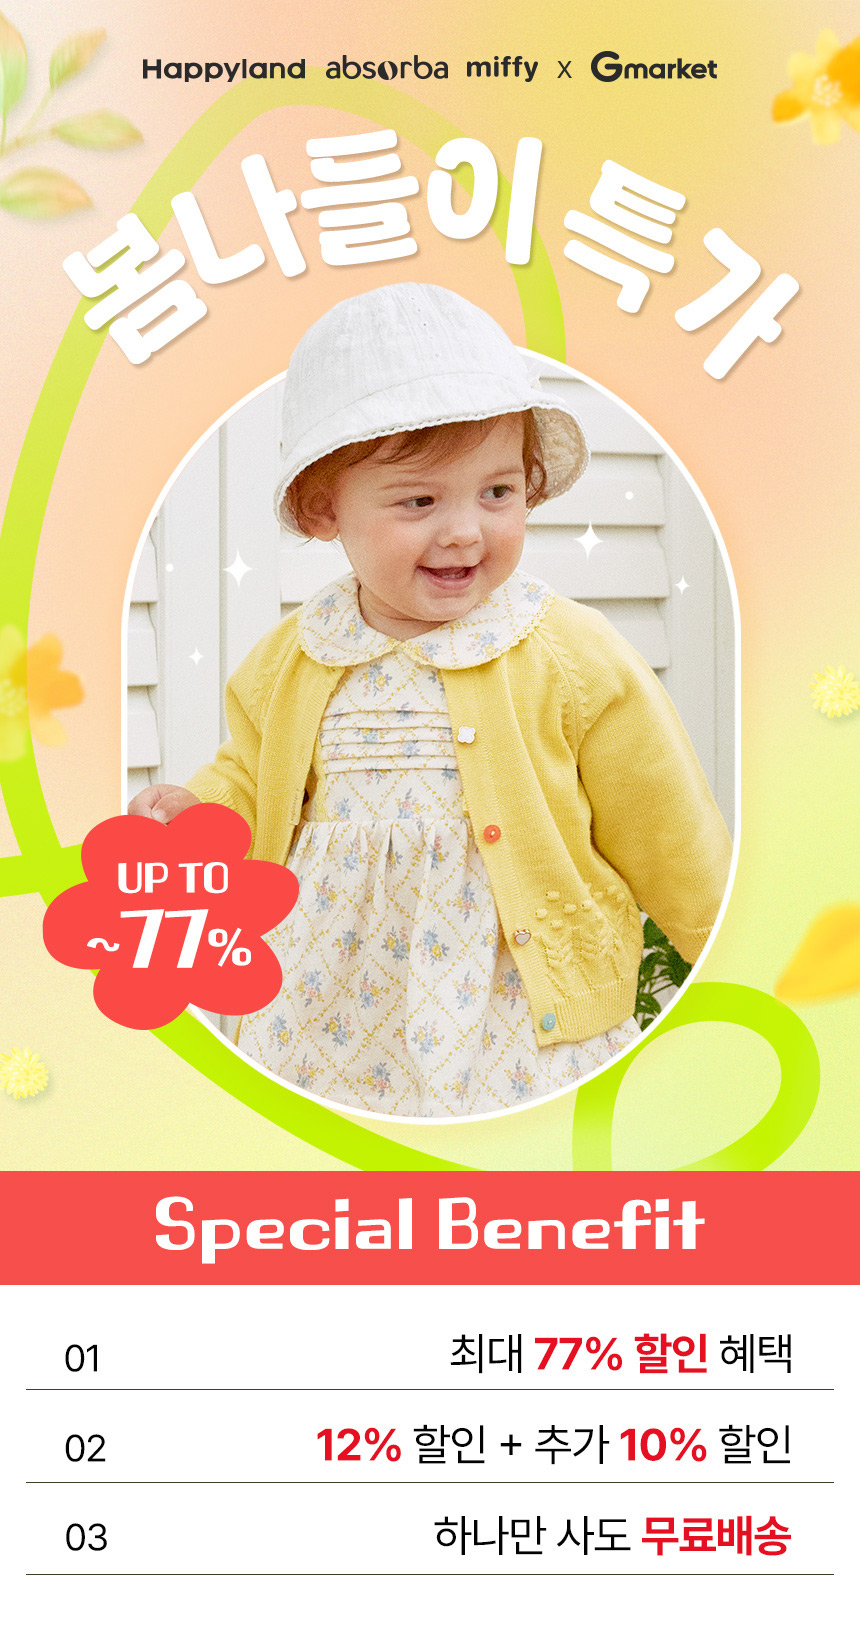 Happyland absorba miffy x Gmarket
봄나들이 특가
UP TO
~77%
Special Benefit
01 최대 77% 할인 혜택
02 12% 할인 + 추가 10% 할인
03 하나만 사도 무료배송